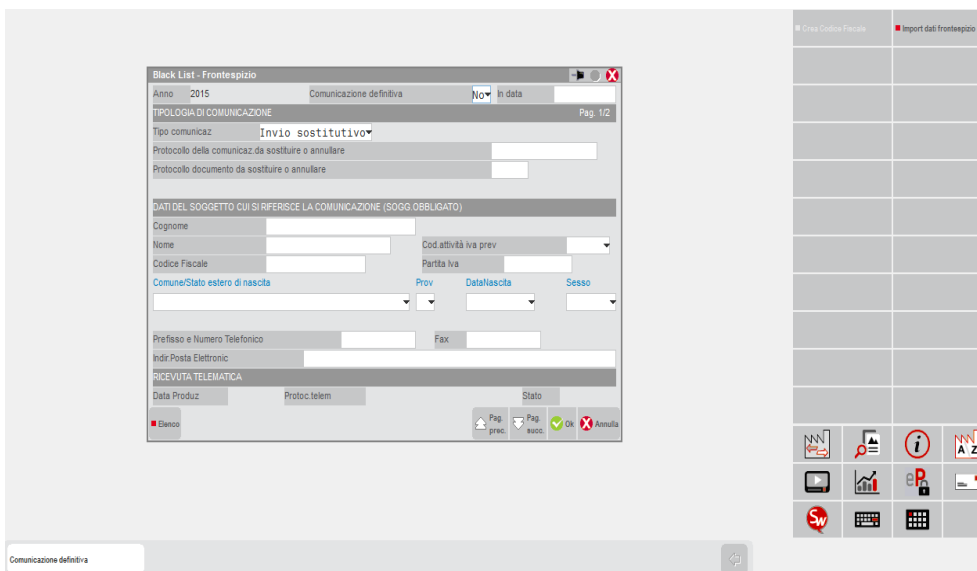 Crea Codice Fiscale Import dati frontespizio
Black List - Frontespizio
Anno 2015 Comunicazione definitiva No In data
TIPOLOGIA DI COMUNICAZIONE Pag. 1/2
Tipo comunicaz Invio sostitutivo
Protocollo della comunicaz.da sostituire o annullare
Protocollo documento da sostituire o annullare
DATI DEL SOGGETTO CUI SI RIFERISCE LA COMUNICAZIONE (SOGG.OBBLIGATO)
Cognome
Nome Cod.attività iva prev
Codice Fiscale Partita Iva
Comune/Stato estero di nascita Prov DataNascita Sesso
Prefisso e Numero Telefonico Fax
Indir.Posta Elettronic
RICEVUTA TELEMATICA
Data Produz Protoc.telem Stato
Elenco Pag. prec. Pag. succ. Ok Annulla
i A Z
eP
Sw
Comunicazione definitiva